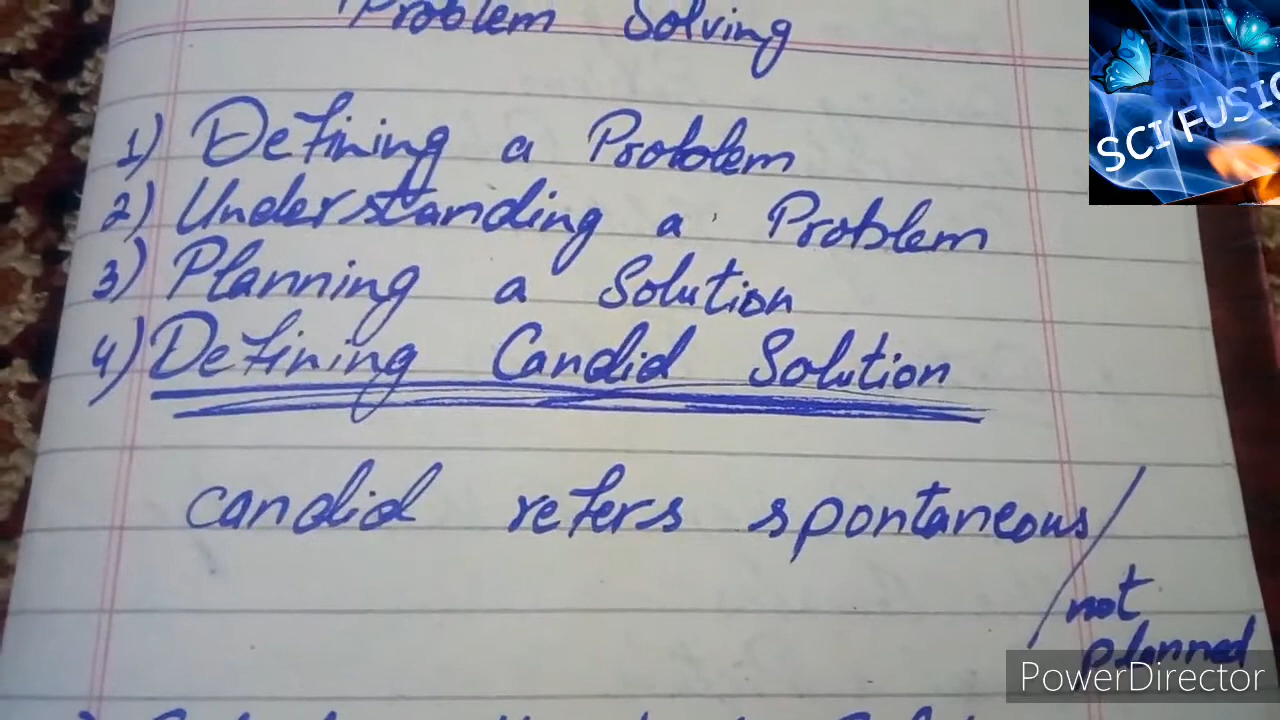 Problem Solving
SCI FUSIO
1) Defining a Problem
2) Understanding a Problem
3) Planning a Solution
4) Defining Candid Solution
candid refers spontaneous/
not
planned
PowerDirector